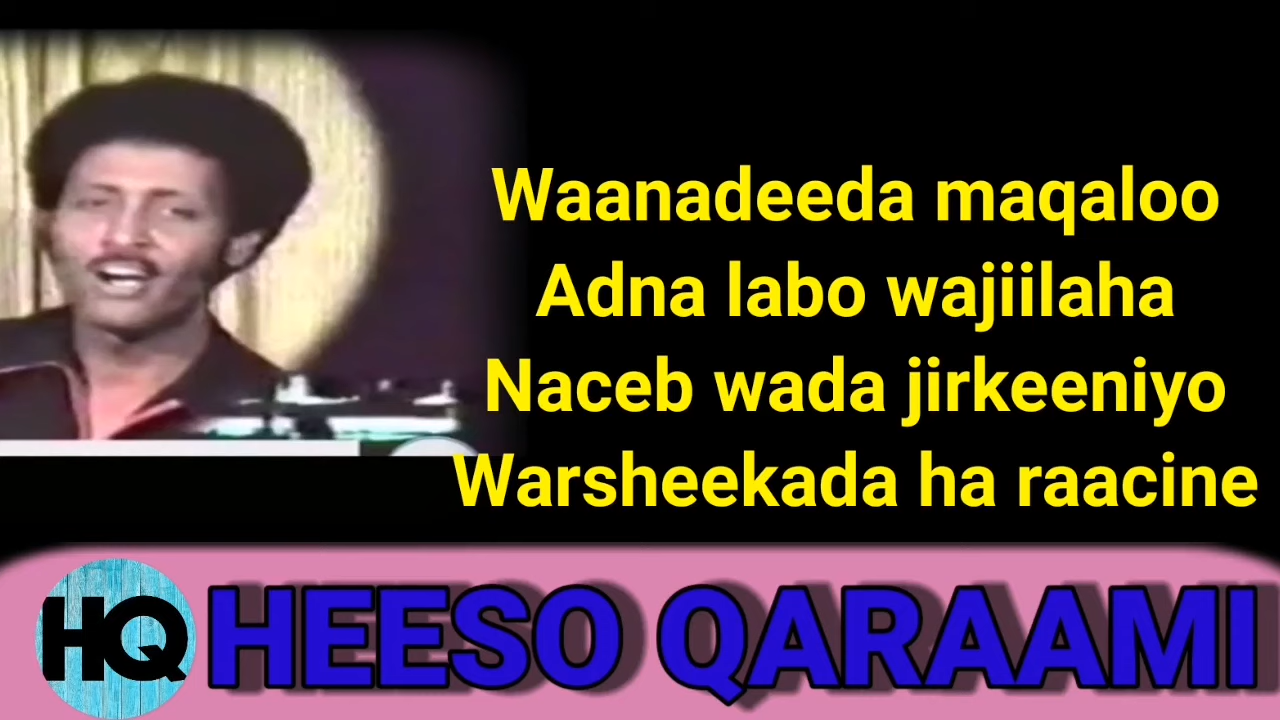 Waanadeeda maqaloo
Adna labo wajiilaha
Naceb wada jirkeeniyo
Warsheekada ha raacine
HQ HEESO QARAAMI